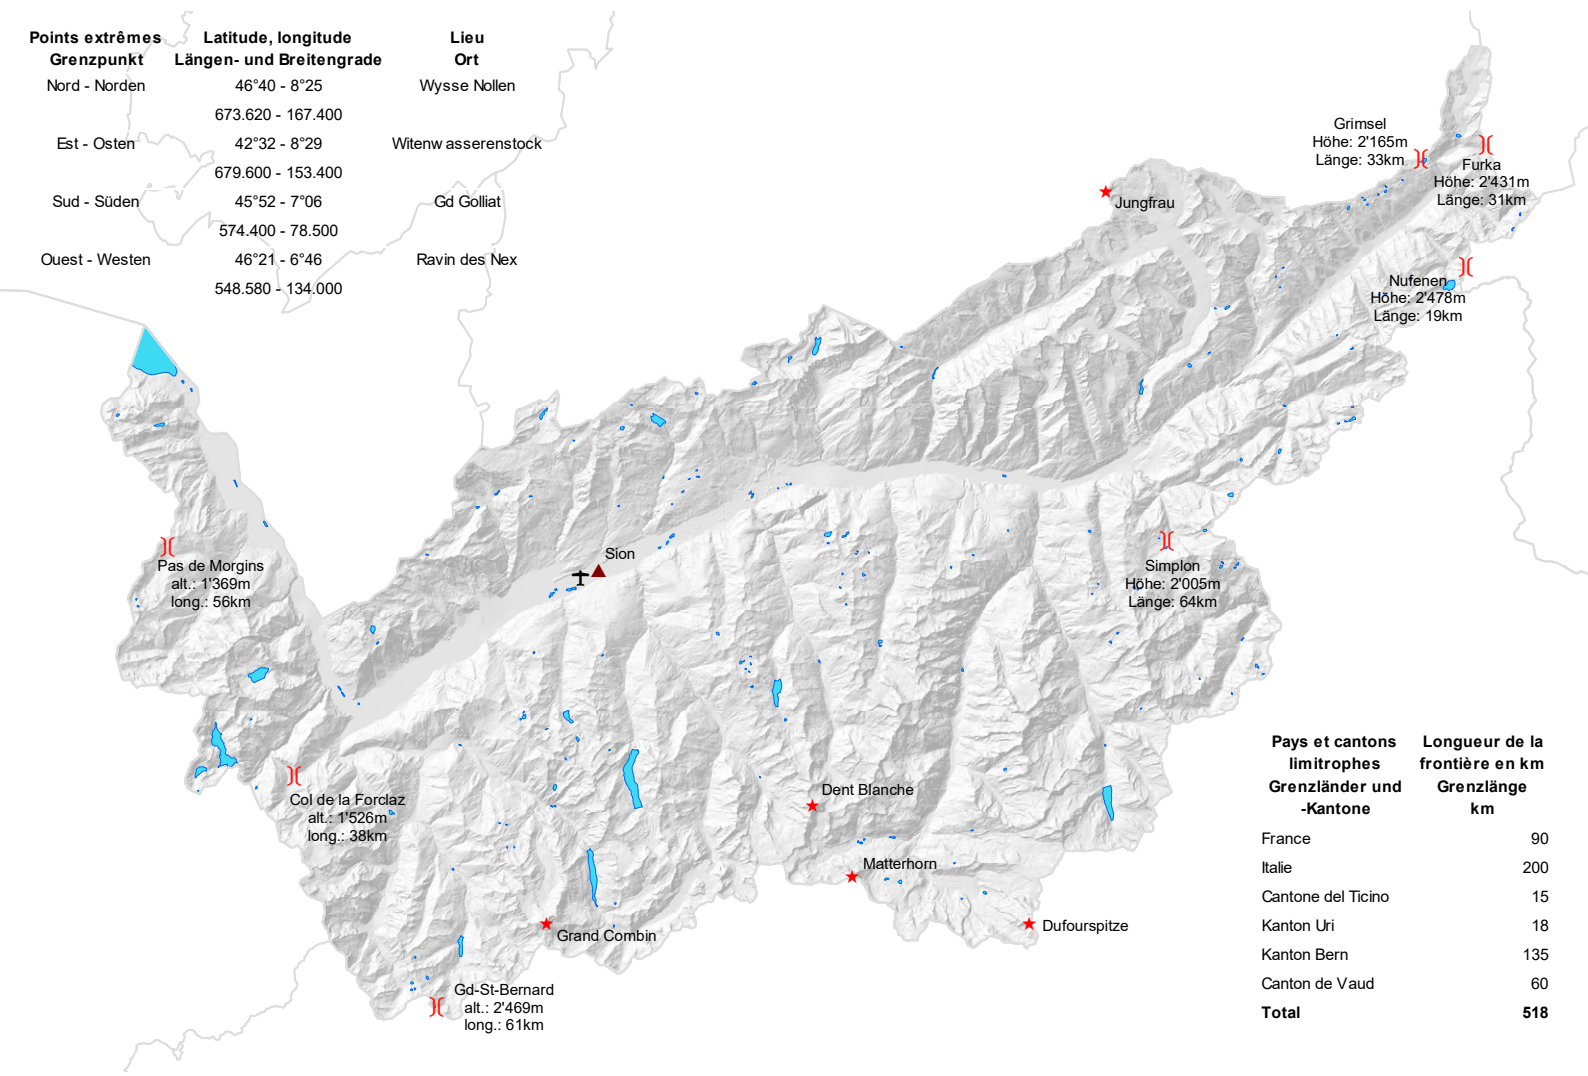 Points extrêmes Latitude, longitude Lieu
Grenzpunkt Längen- und Breitengrade Ort
Nord - Norden 46°40 - 8°25 Wysse Nollen
673.620 - 167.400
Est - Osten 42°32 - 8°29 Witenwasserenstock
679.600 - 153.400
Sud - Süden 45°52 - 7°06 Gd Golliat
574.400 - 78.500
Ouest - Westen 46°21 - 6°46 Ravin des Nex
548.580 - 134.000
Grimsel
Höhe: 2'165m
Länge: 33km
Furka
Höhe: 2'431m
Länge: 31km
Jungfrau
Nufenen
Höhe: 2'478m
Länge: 19km
Sion
Pas de Morgins
alt.: 1'369m
long.: 56km
Simplon
Höhe: 2'005m
Länge: 64km
Col de la Forclaz
alt.: 1'526m
long.: 38km
Dent Blanche
Matterhorn
Dufourspitze
Grand Combin
Gd-St-Bernard
alt.: 2'469m
long.: 61km
Pays et cantons Longueur de la
limitrophes frontière en km
Grenzländer und Grenzlänge
-Kantone km
France 90
Italie 200
Cantone del Ticino 15
Kanton Uri 18
Kanton Bern 135
Canton de Vaud 60
Total 518